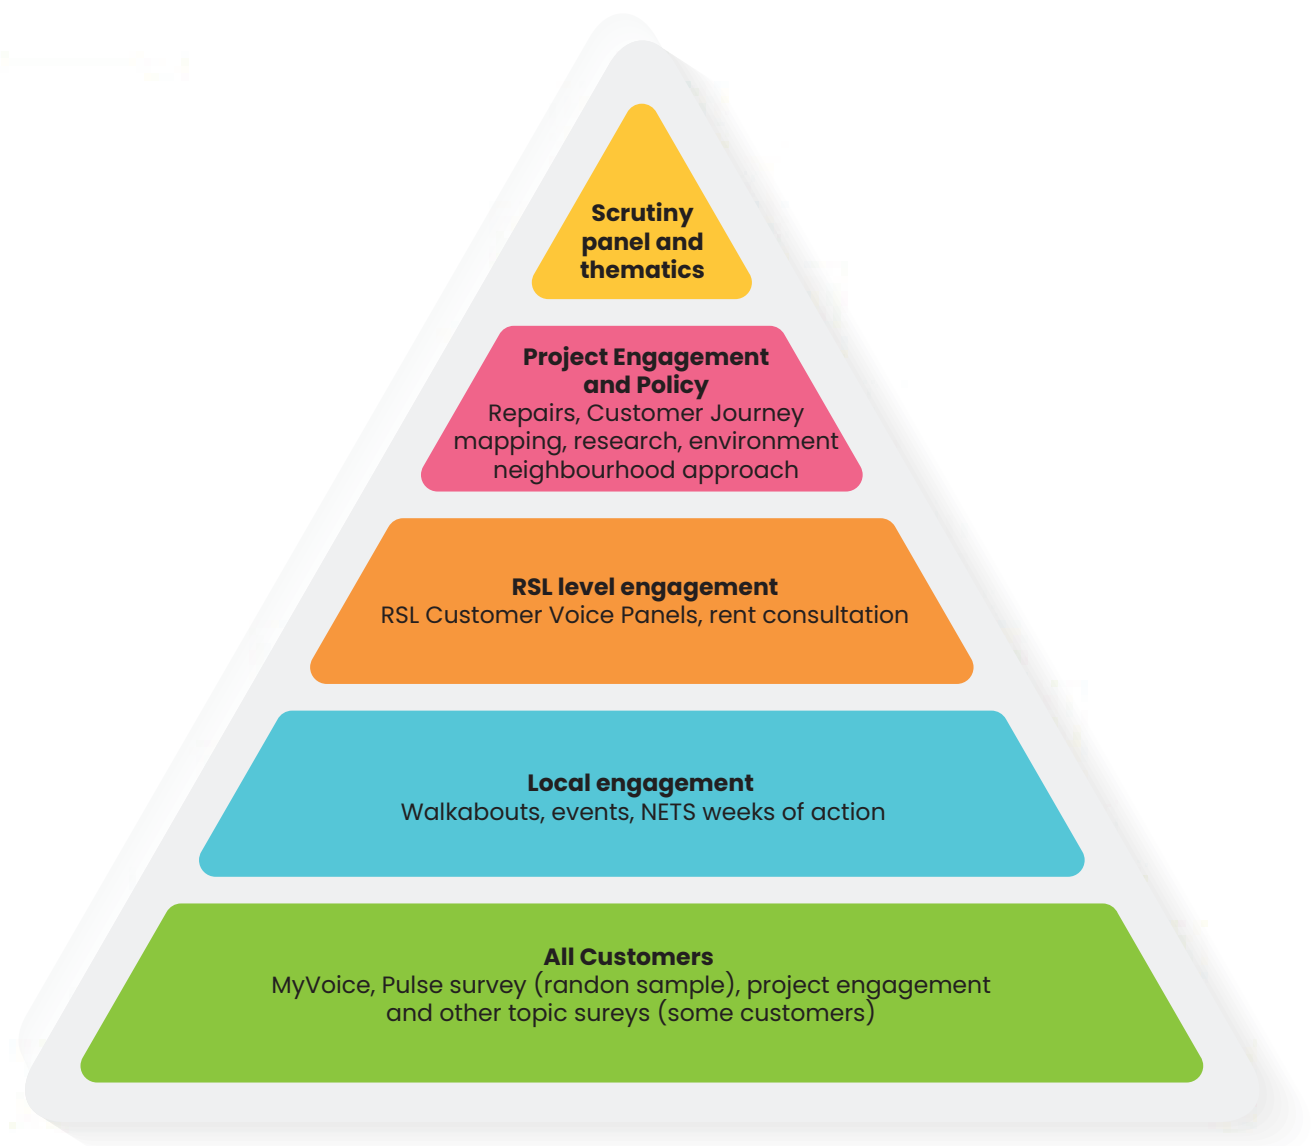 Scrutiny
panel and
thematics
Project Engagement
and Policy
Repairs, Customer Journey
mapping, research, environment
neighbourhood approach
RSL level engagement
RSL Customer Voice Panels, rent consultation
Local engagement
Walkabouts, events, NETS weeks of action
All Customers
MyVoice, Pulse survey (randon sample), project engagement
and other topic sureys (some customers)